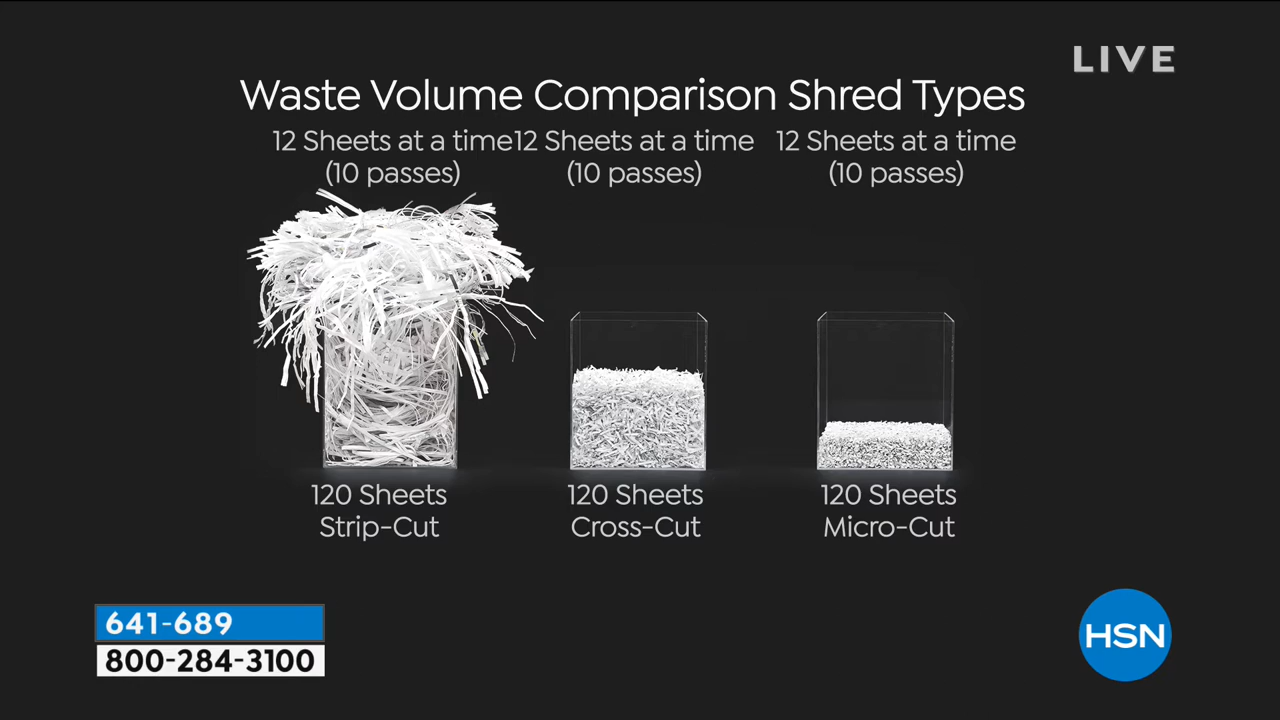 LIVE
Waste Volume Comparison Shred Types
12 Sheets at a time 12 Sheets at a time 12 Sheets at a time
(10 passes) (10 passes) (10 passes)
120 Sheets 120 Sheets 120 Sheets
Strip-Cut Cross-Cut Micro-Cut
641-689
800-284-3100
HSN